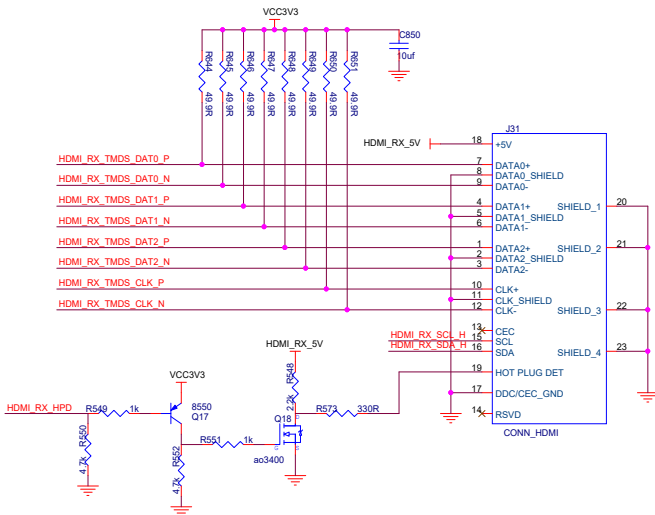 VCC3V3
C850
10uf
R644
R645
R646
R647
R648
R649
R650
R651
49.9R
49.9R
49.9R
49.9R
49.9R
49.9R
49.9R
49.9R
J31
HDMI_RX_5V
18 +5V
HDMI_RX_TMDS_DAT0_P
7 DATA0+
8 DATA0_SHIELD
HDMI_RX_TMDS_DAT0_N
9 DATA0-
HDMI_RX_TMDS_DAT1_P
4 DATA1+
SHIELD_1 20
5 DATA1_SHIELD
HDMI_RX_TMDS_DAT1_N
6 DATA1-
HDMI_RX_TMDS_DAT2_P
1 DATA2+
SHIELD_2 21
2 DATA2_SHIELD
HDMI_RX_TMDS_DAT2_N
3 DATA2-
HDMI_RX_TMDS_CLK_P
10 CLK+
11 CLK_SHIELD
HDMI_RX_TMDS_CLK_N
12 CLK-
SHIELD_3 22
13 CEC
HDMI_RX_SCL_H
15 SCL
HDMI_RX_SDA_H
16 SDA
SHIELD_4 23
19 HOT PLUG DET
17 DDC/CEC_GND
14 RSVD
CONN_HDMI
HDMI_RX_5V
R548
2.2k
VCC3V3
HDMI_RX_HPD
R549 1k
8550
Q17
R573 330R
Q18
R550
4.7k
R551 1k
R552
4.7k
ao3400